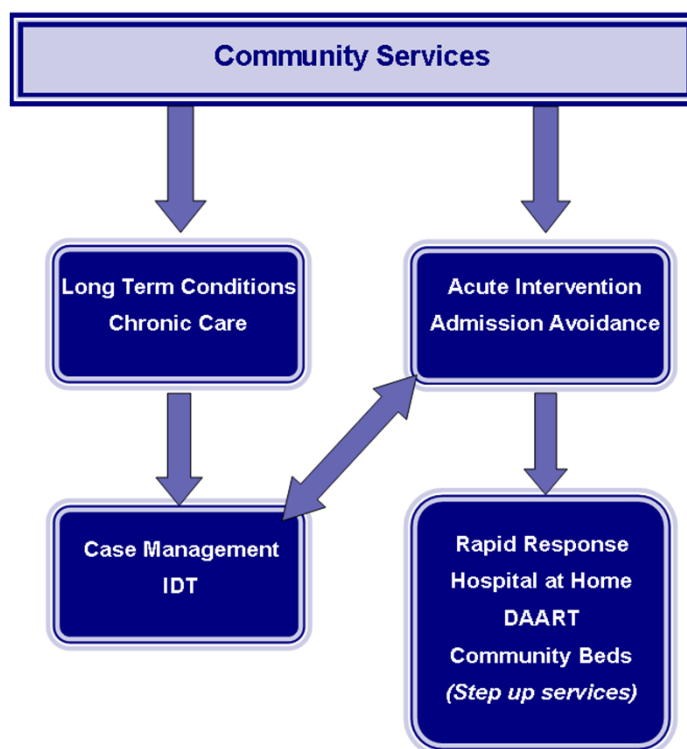 Community Services
Long Term Conditions
Chronic Care
Acute Intervention
Admission Avoidance
Case Management
IDT
Rapid Response
Hospital at Home
DAART
Community Beds
(Step up services)